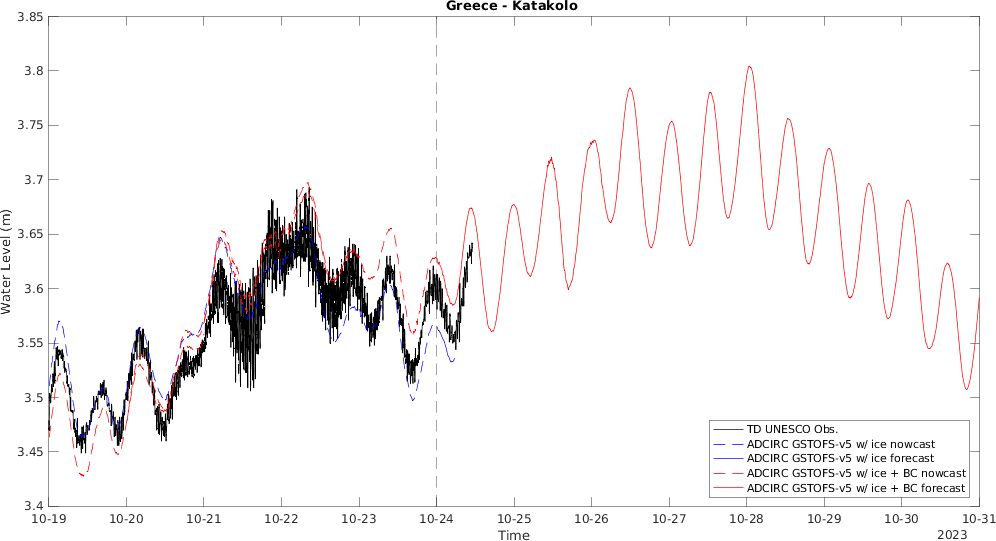 Greece - Katakolo
3.85
3.8
3.75
3.7
3.65
3.6
3.55
3.5
3.45
3.4
Water Level (m)
TD UNESCO Obs.
ADCIRC GSTOFS-v5 w/ ice nowcast
ADCIRC GSTOFS-v5 w/ ice forecast
ADCIRC GSTOFS-v5 w/ ice + BC nowcast
ADCIRC GSTOFS-v5 w/ ice + BC forecast
10-19 10-20 10-21 10-22 10-23 10-24 10-25 10-26 10-27 10-28 10-29 10-30 10-31
Time
2023